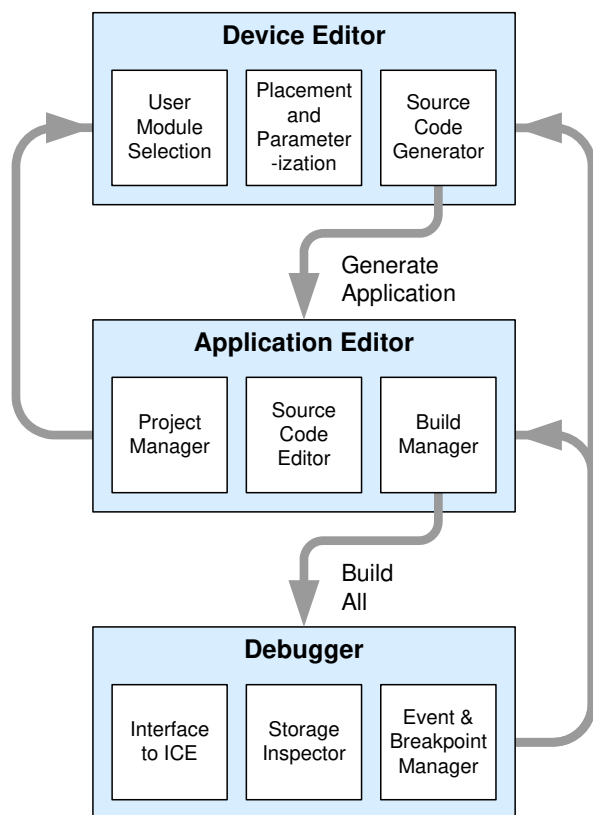 Device Editor
User
Module
Selection
Placement
and
Parameter
-ization
Source
Code
Generator
Generate
Application
Application Editor
Project
Manager
Source
Code
Editor
Build
Manager
Build
All
Debugger
Interface
to ICE
Storage
Inspector
Event &
Breakpoint
Manager